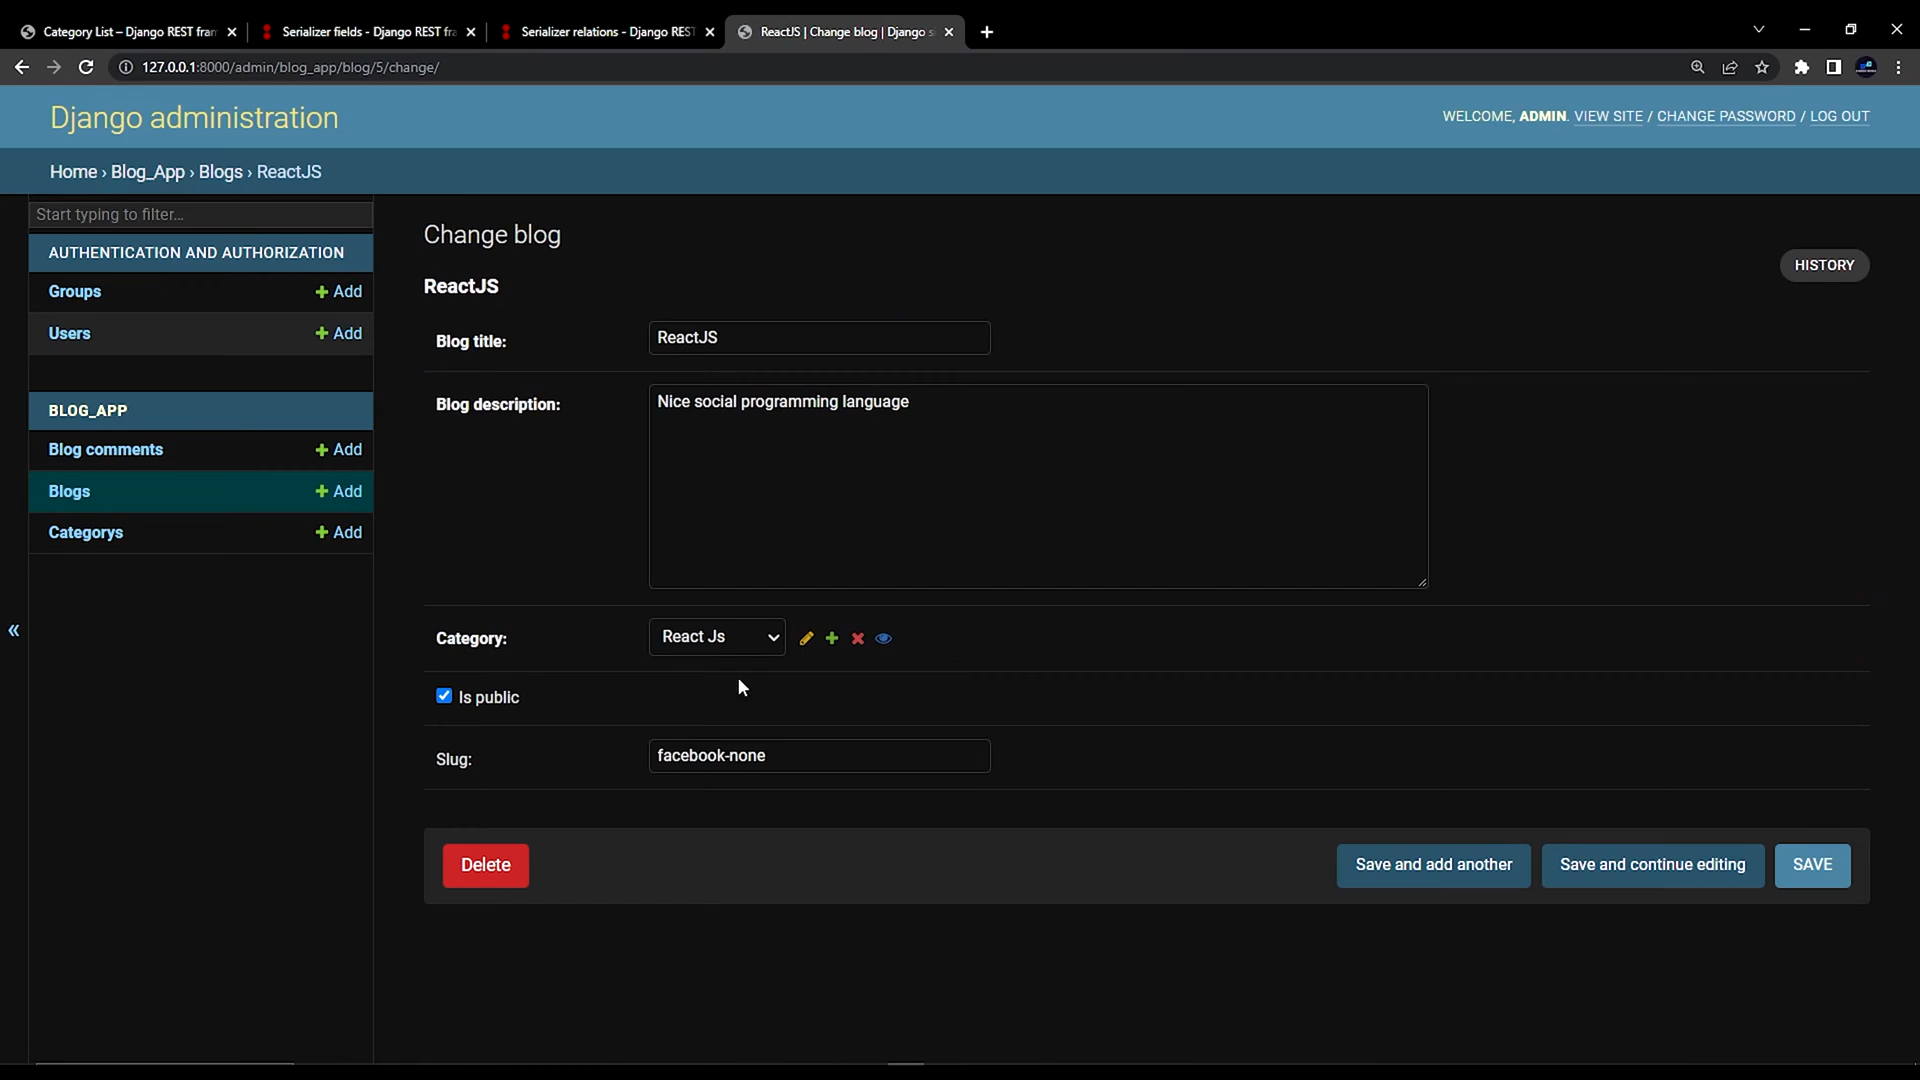 Category List – Django REST fram
Serializer fields - Django REST fra
Serializer relations - Django REST
ReactJS | Change blog | Django s
127.0.0.1:8000/admin/blog_app/blog/5/change/
Django administration
WELCOME, ADMIN. VIEW SITE / CHANGE PASSWORD / LOG OUT
Home › Blog_App › Blogs › ReactJS
Start typing to filter...
AUTHENTICATION AND AUTHORIZATION
Groups Add
Users Add
BLOG_APP
Blog comments Add
Blogs Add
Categorys Add
«
Change blog
HISTORY
ReactJS
Blog title: ReactJS
Blog description: Nice social programming language
Category: React Js
Is public
Slug: facebook-none
Delete
Save and add another
Save and continue editing
SAVE